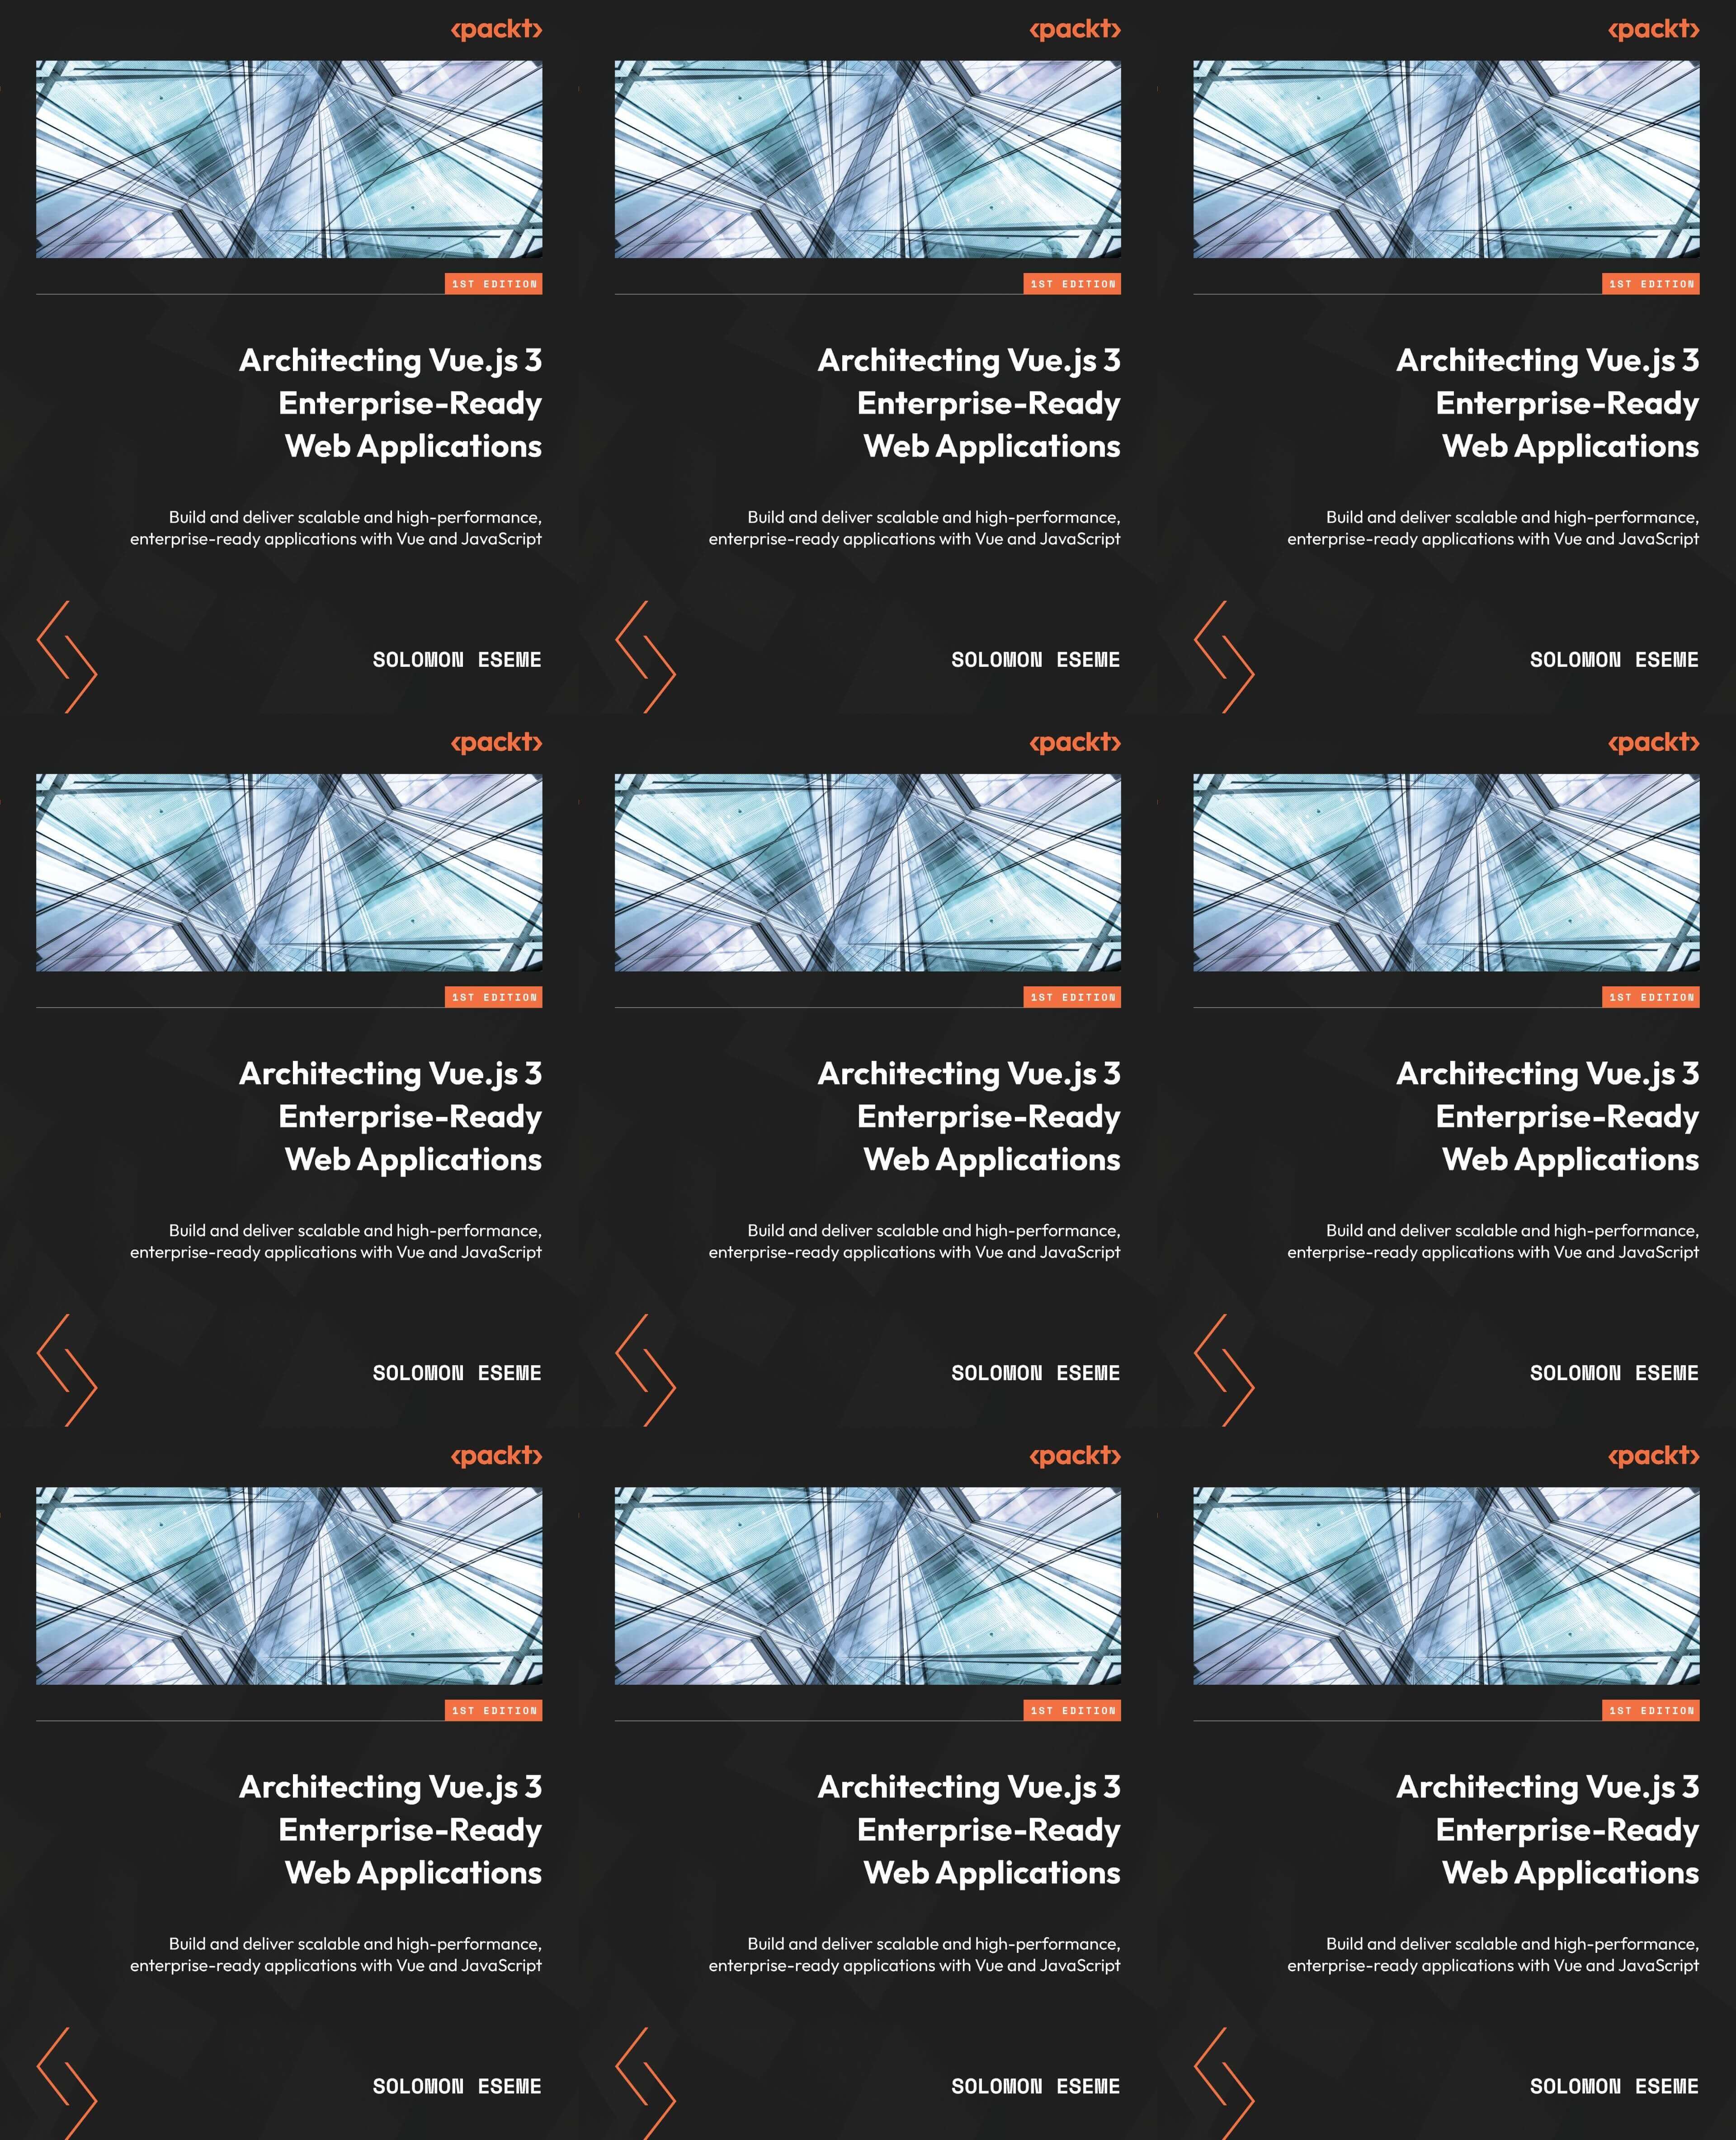 ‹packt› ‹packt› ‹packt›
1ST EDITION 1ST EDITION 1ST EDITION
Architecting Vue.js 3 Architecting Vue.js 3 Architecting Vue.js 3
Enterprise-Ready Enterprise-Ready Enterprise-Ready
Web Applications Web Applications Web Applications
Build and deliver scalable and high-performance, Build and deliver scalable and high-performance, Build and deliver scalable and high-performance,
enterprise-ready applications with Vue and JavaScript enterprise-ready applications with Vue and JavaScript enterprise-ready applications with Vue and JavaScript
SOLOMON ESEME SOLOMON ESEME SOLOMON ESEME
‹packt› ‹packt› ‹packt›
1ST EDITION 1ST EDITION 1ST EDITION
Architecting Vue.js 3 Architecting Vue.js 3 Architecting Vue.js 3
Enterprise-Ready Enterprise-Ready Enterprise-Ready
Web Applications Web Applications Web Applications
Build and deliver scalable and high-performance, Build and deliver scalable and high-performance, Build and deliver scalable and high-performance,
enterprise-ready applications with Vue and JavaScript enterprise-ready applications with Vue and JavaScript enterprise-ready applications with Vue and JavaScript
SOLOMON ESEME SOLOMON ESEME SOLOMON ESEME
‹packt› ‹packt› ‹packt›
1ST EDITION 1ST EDITION 1ST EDITION
Architecting Vue.js 3 Architecting Vue.js 3 Architecting Vue.js 3
Enterprise-Ready Enterprise-Ready Enterprise-Ready
Web Applications Web Applications Web Applications
Build and deliver scalable and high-performance, Build and deliver scalable and high-performance, Build and deliver scalable and high-performance,
enterprise-ready applications with Vue and JavaScript enterprise-ready applications with Vue and JavaScript enterprise-ready applications with Vue and JavaScript
SOLOMON ESEME SOLOMON ESEME SOLOMON ESEME